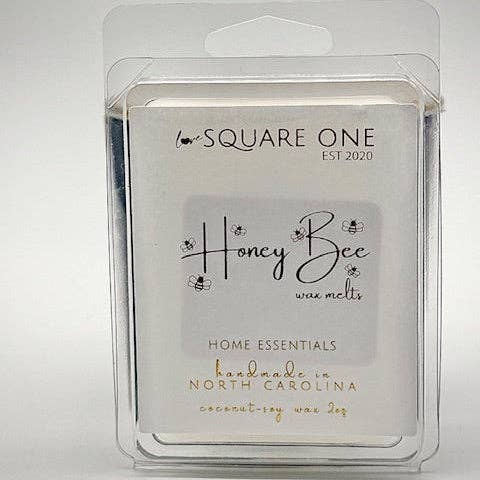 love SQUARE ONE
EST 2020
Honey Bee
wax melts
HOME ESSENTIALS
handmade in
NORTH CAROLINA
coconut-soy wax 2oz